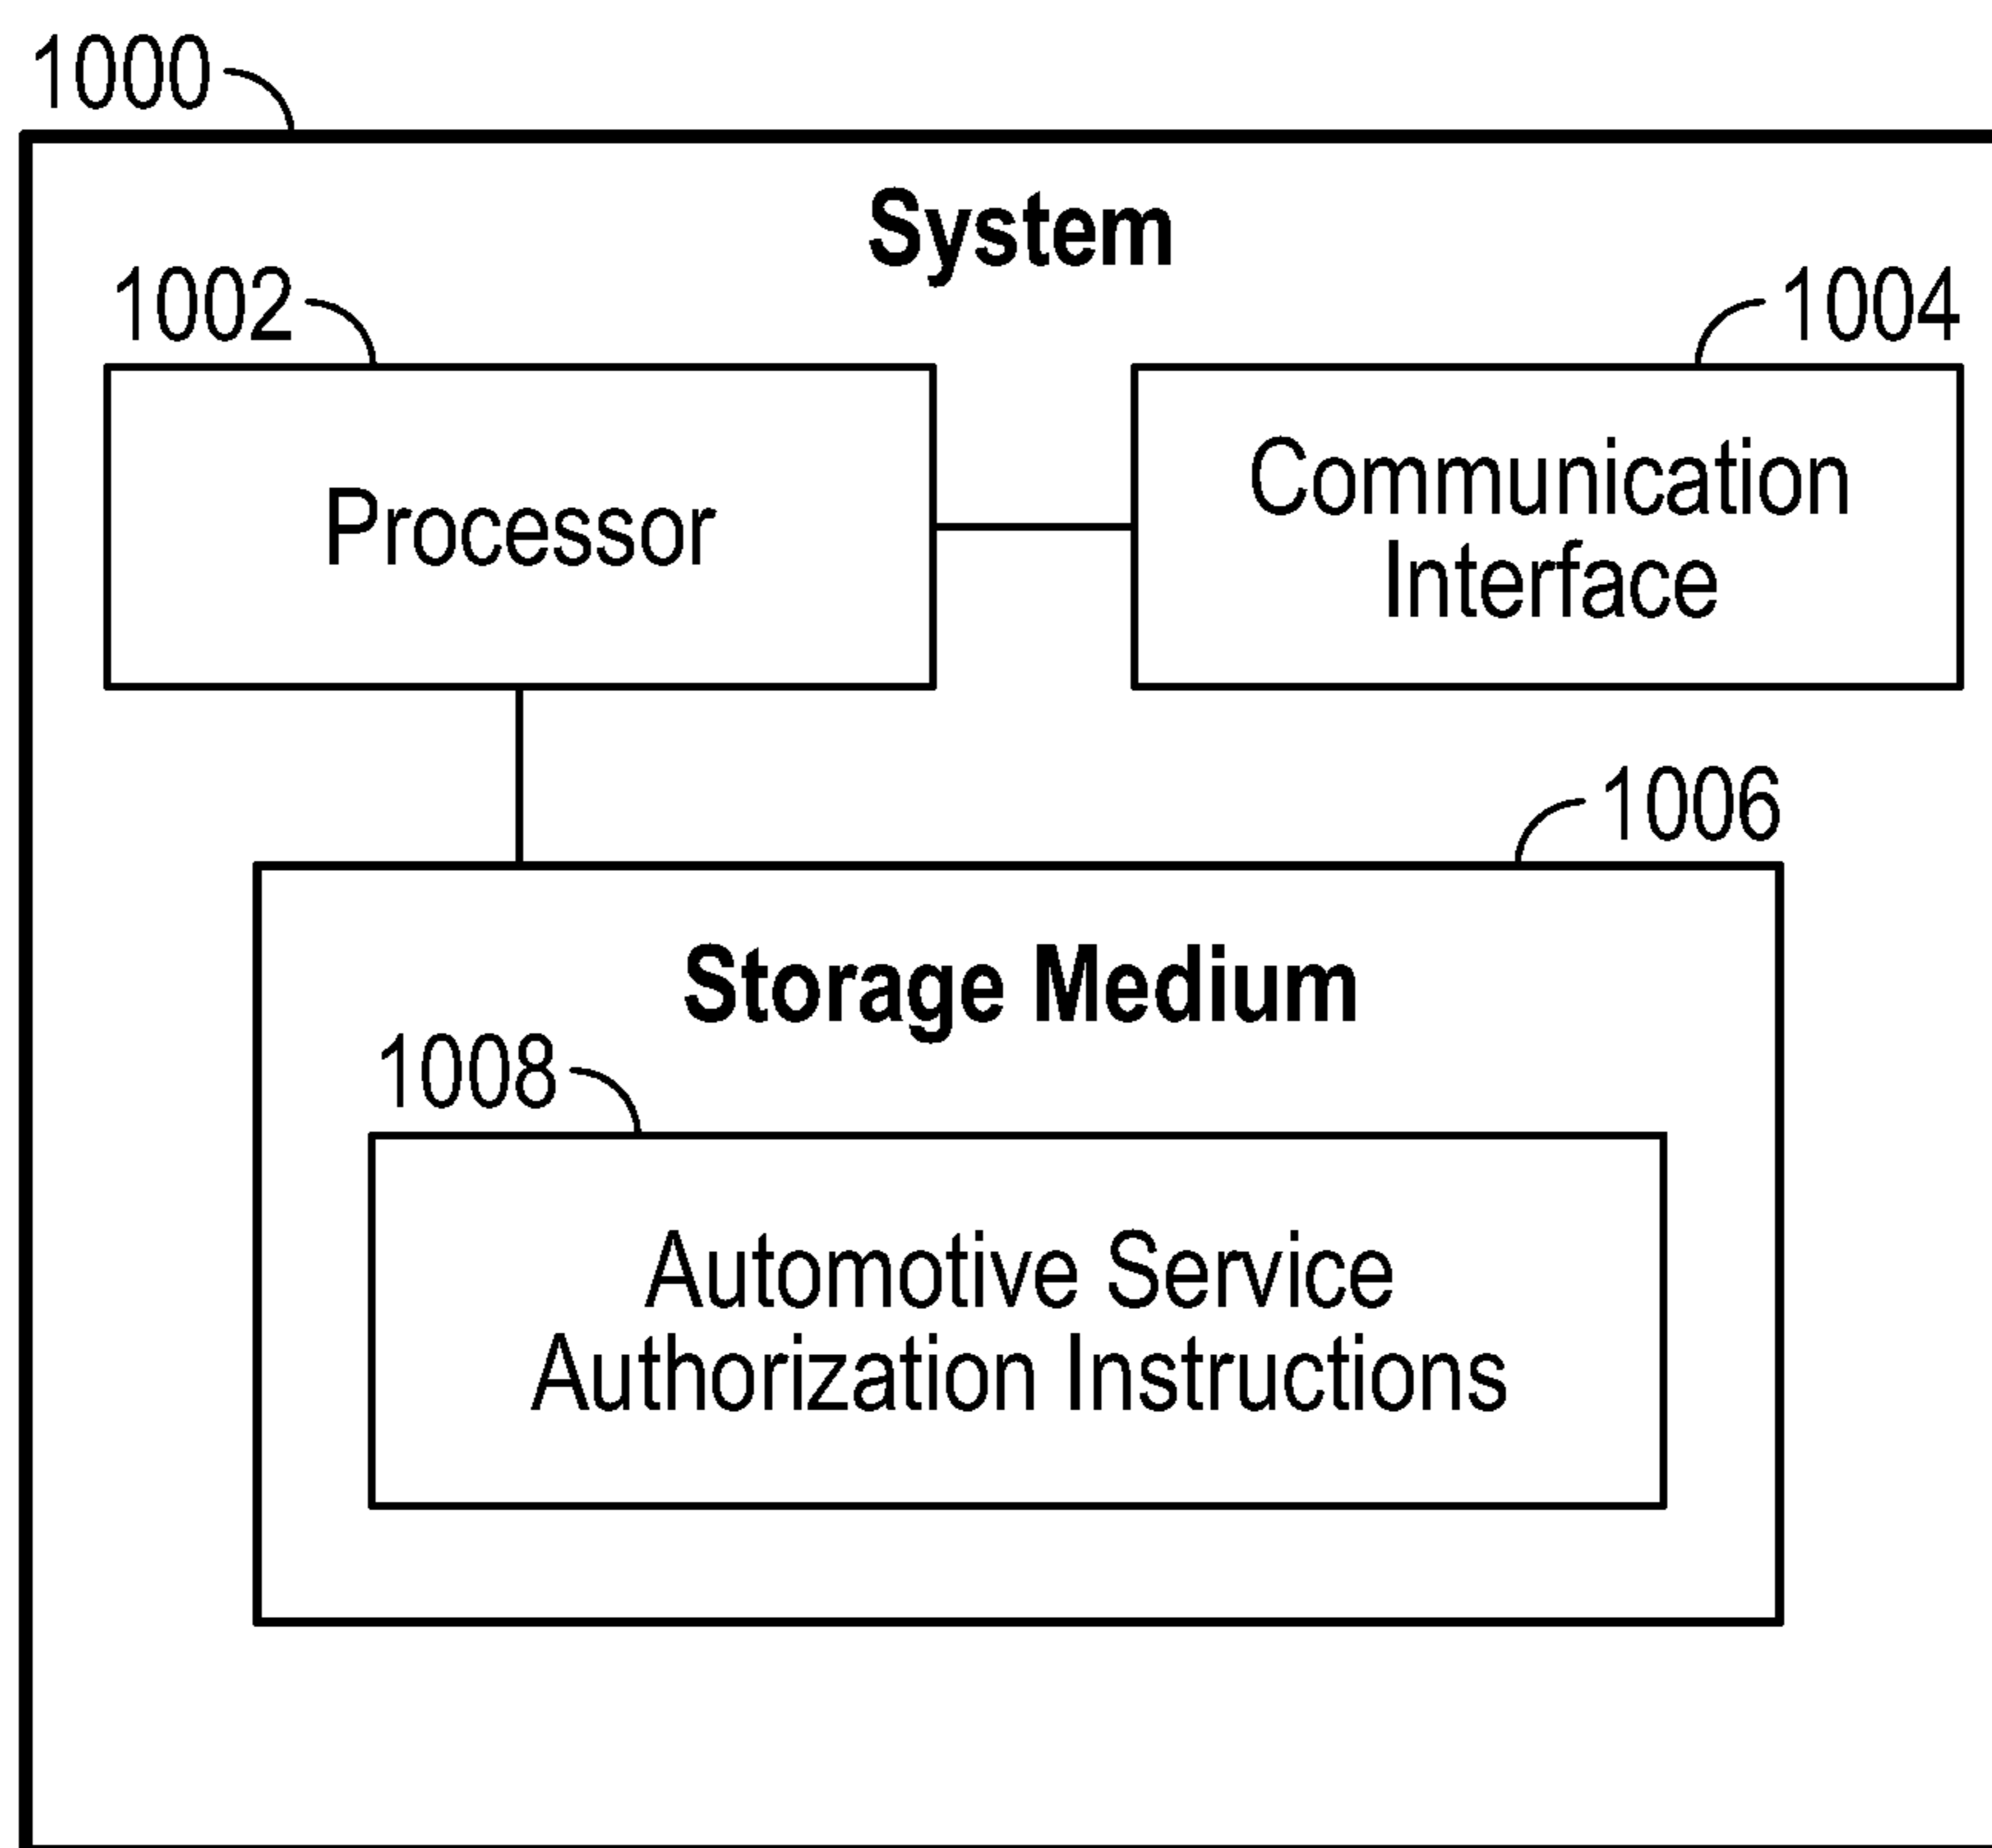 1000
System
1002
1004
Processor
Communication
Interface
1006
Storage Medium
1008
Automotive Service
Authorization Instructions